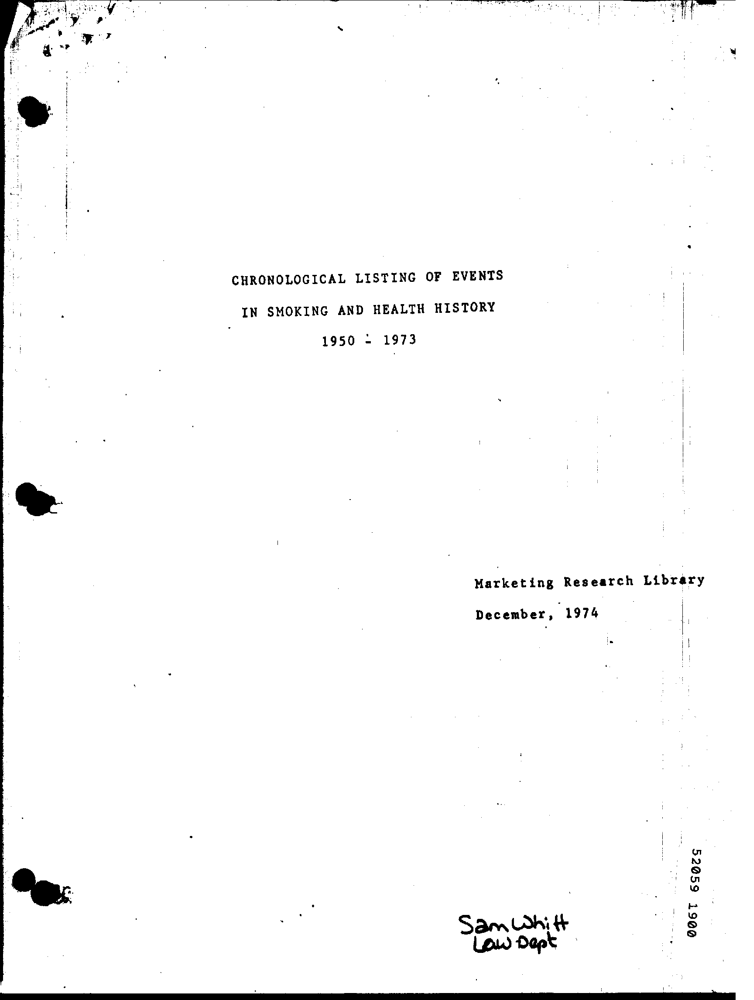 CHRONOLOGICAL LISTING OF EVENTS
IN SMOKING AND HEALTH HISTORY
1950 - 1973
Marketing Research Library
December, 1974
52059 1900
Sam Whitt
Law Dept